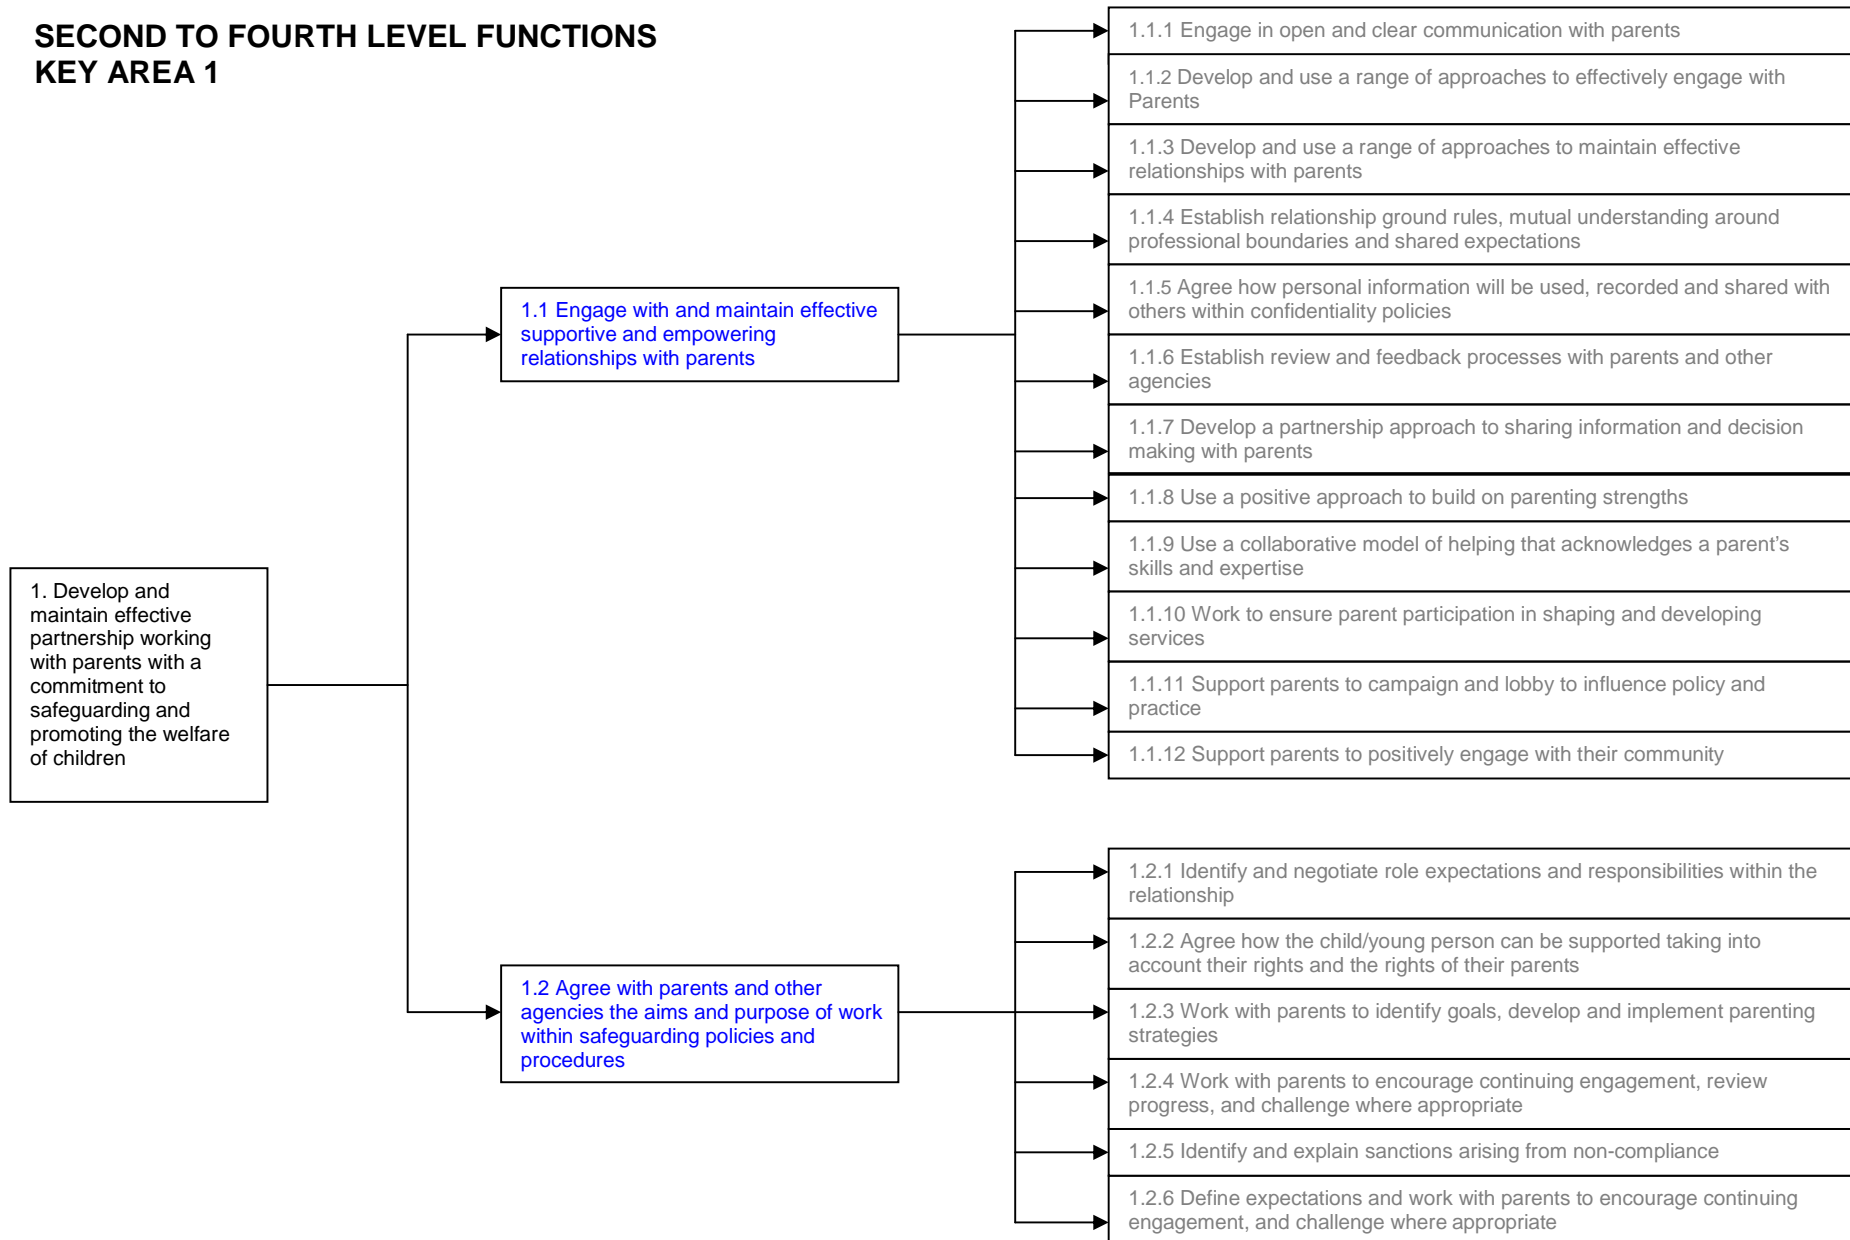 SECOND TO FOURTH LEVEL FUNCTIONS
KEY AREA 1
1. Develop and
maintain effective
partnership working
with parents with a
commitment to
safeguarding and
promoting the welfare
of children
1.1 Engage with and maintain effective
supportive and empowering
relationships with parents
1.1.1 Engage in open and clear communication with parents
1.1.2 Develop and use a range of approaches to effectively engage with
Parents
1.1.3 Develop and use a range of approaches to maintain effective
relationships with parents
1.1.4 Establish relationship ground rules, mutual understanding around
professional boundaries and shared expectations
1.1.5 Agree how personal information will be used, recorded and shared with
others within confidentiality policies
1.1.6 Establish review and feedback processes with parents and other
agencies
1.1.7 Develop a partnership approach to sharing information and decision
making with parents
1.1.8 Use a positive approach to build on parenting strengths
1.1.9 Use a collaborative model of helping that acknowledges a parent’s
skills and expertise
1.1.10 Work to ensure parent participation in shaping and developing
services
1.1.11 Support parents to campaign and lobby to influence policy and
practice
1.1.12 Support parents to positively engage with their community
1.2 Agree with parents and other
agencies the aims and purpose of work
within safeguarding policies and
procedures
1.2.1 Identify and negotiate role expectations and responsibilities within the
relationship
1.2.2 Agree how the child/young person can be supported taking into
account their rights and the rights of their parents
1.2.3 Work with parents to identify goals, develop and implement parenting
strategies
1.2.4 Work with parents to encourage continuing engagement, review
progress, and challenge where appropriate
1.2.5 Identify and explain sanctions arising from non-compliance
1.2.6 Define expectations and work with parents to encourage continuing
engagement, and challenge where appropriate